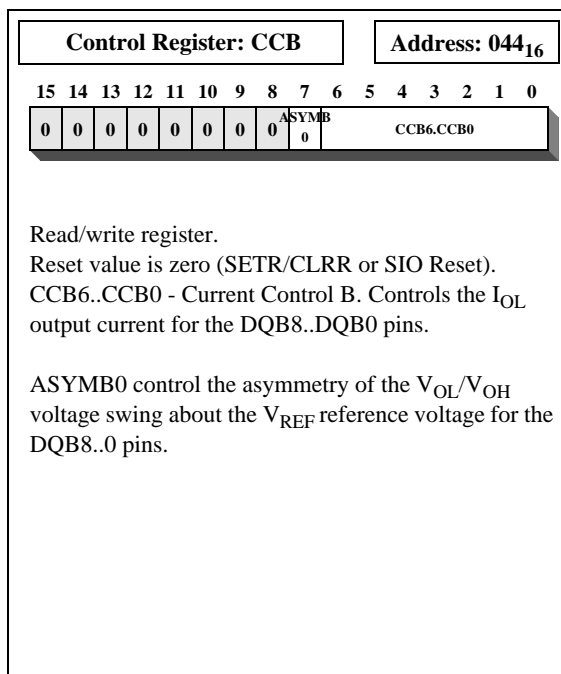 Control Register: CCB Address: 044₁₆
15 14 13 12 11 10 9 8 7 6 5 4 3 2 1 0
0 0 0 0 0 0 0 0 ASYMB 0 CCB6.CCB0
Read/write register.
Reset value is zero (SETR/CLRR or SIO Reset).
CCB6..CCB0 - Current Control B. Controls the I_OL
output current for the DQB8..DQB0 pins.
ASYMB0 control the asymmetry of the V_OL/V_OH
voltage swing about the V_REF reference voltage for the
DQB8..0 pins.